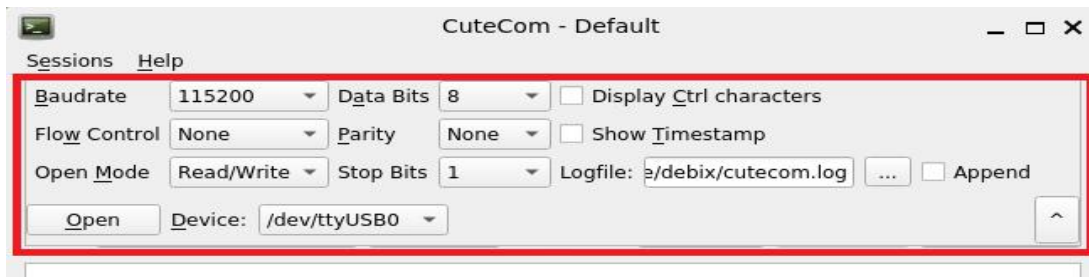 CuteCom - Default
Sessions Help
Baudrate 115200 Data Bits 8 Display Ctrl characters
Flow Control None Parity None Show Timestamp
Open Mode Read/Write Stop Bits 1 Logfile: e/debix/cutecom.log ... Append
Open Device: /dev/ttyUSB0